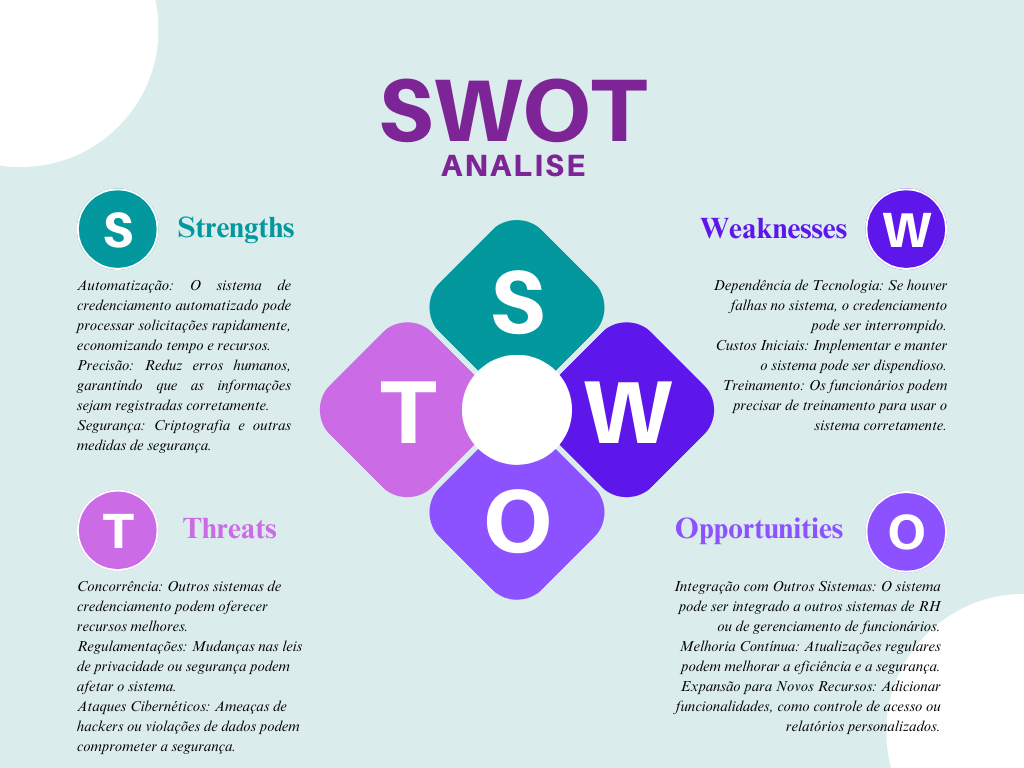 SWOT
ANALISE
S
Strengths
Automatização: O sistema de
credenciamento automatizado pode
processar solicitações rapidamente,
economizando tempo e recursos.
Precisão: Reduz erros humanos,
garantindo que as informações
sejam registradas corretamente.
Segurança: Criptografia e outras
medidas de segurança.
Weaknesses
W
Dependência de Tecnologia: Se houver
falhas no sistema, o credenciamento
pode ser interrompido.
Custos Iniciais: Implementar e manter
o sistema pode ser dispendioso.
Treinamento: Os funcionários podem
precisar de treinamento para usar o
sistema corretamente.
S
T
W
O
T
Threats
Concorrência: Outros sistemas de
credenciamento podem oferecer
recursos melhores.
Regulamentações: Mudanças nas leis
de privacidade ou segurança podem
afetar o sistema.
Ataques Cibernéticos: Ameaças de
hackers ou violações de dados podem
comprometer a segurança.
Opportunities
O
Integração com Outros Sistemas: O sistema
pode ser integrado a outros sistemas de RH
ou de gerenciamento de funcionários.
Melhoria Contínua: Atualizações regulares
podem melhorar a eficiência e a segurança.
Expansão para Novos Recursos: Adicionar
funcionalidades, como controle de acesso ou
relatórios personalizados.